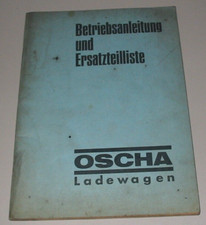 Betriebsanleitung
und
Ersatzteilliste
OSCHA
Ladewagen